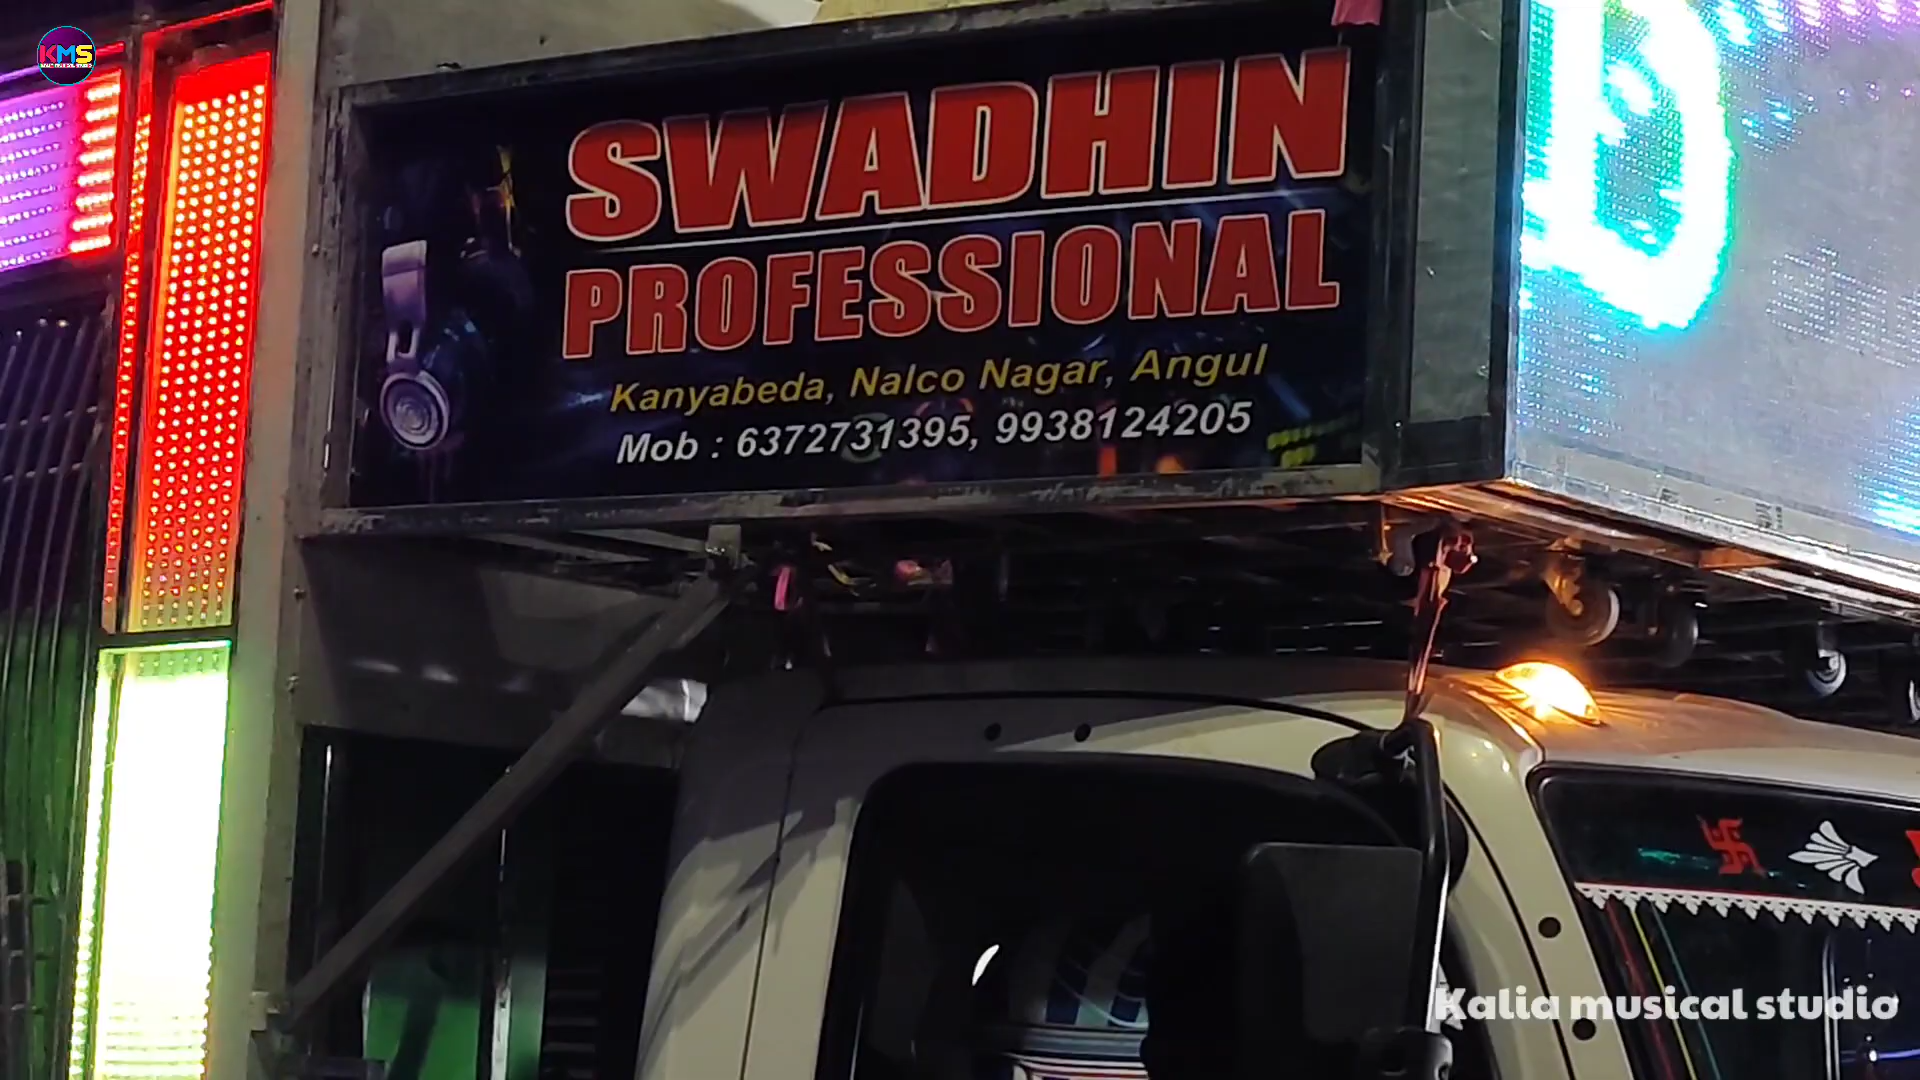 KMS
SWADHIN
PROFESSIONAL
Kanyabeda, Nalco Nagar, Angul
Mob : 6372731395, 9938124205
D
Kalia musical studio